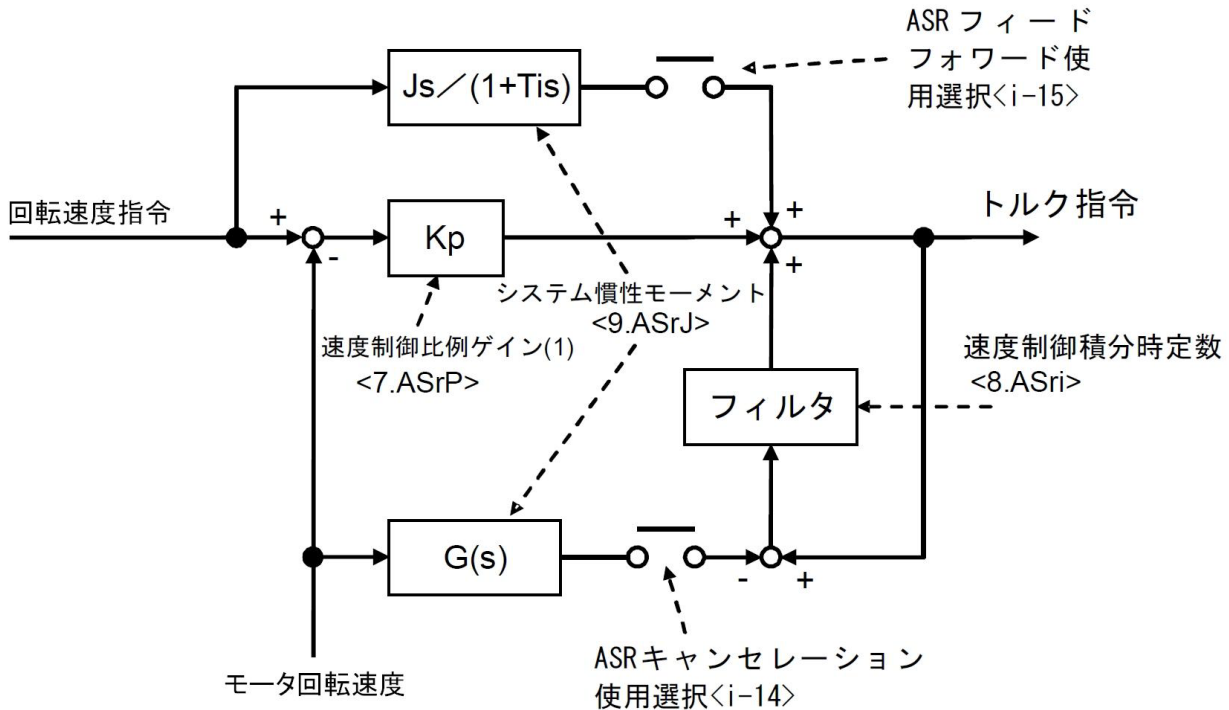 ASR フィード
フォワード使
用選択<i-15>
Js／(1+Tis)
回転速度指令
+
-
Kp
+
+
+
トルク指令
システム慣性モーメント
<9.ASrJ>
速度制御比例ゲイン(1)
<7.ASrP>
速度制御積分時定数
<8.ASri>
フィルタ
G(s)
-
+
ASRキャンセレーション
使用選択<i-14>
モータ回転速度